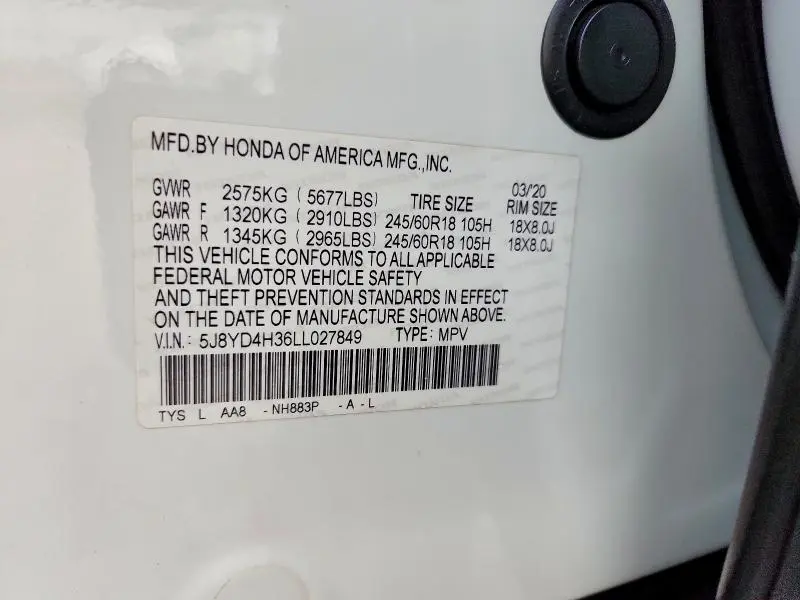 MFD.BY HONDA OF AMERICA MFG.,INC.
03/'20
GVWR 2575KG ( 5677LBS) TIRE SIZE RIM SIZE
GAWR F 1320KG ( 2910LBS) 245/60R18 105H 18X8.0J
GAWR R 1345KG ( 2965LBS) 245/60R18 105H 18X8.0J
THIS VEHICLE CONFORMS TO ALL APPLICABLE
FEDERAL MOTOR VEHICLE SAFETY
AND THEFT PREVENTION STANDARDS IN EFFECT
ON THE DATE OF MANUFACTURE SHOWN ABOVE.
V.I.N.: 5J8YD4H36LL027849 TYPE: MPV
TYS L AA8 - NH883P - A - L